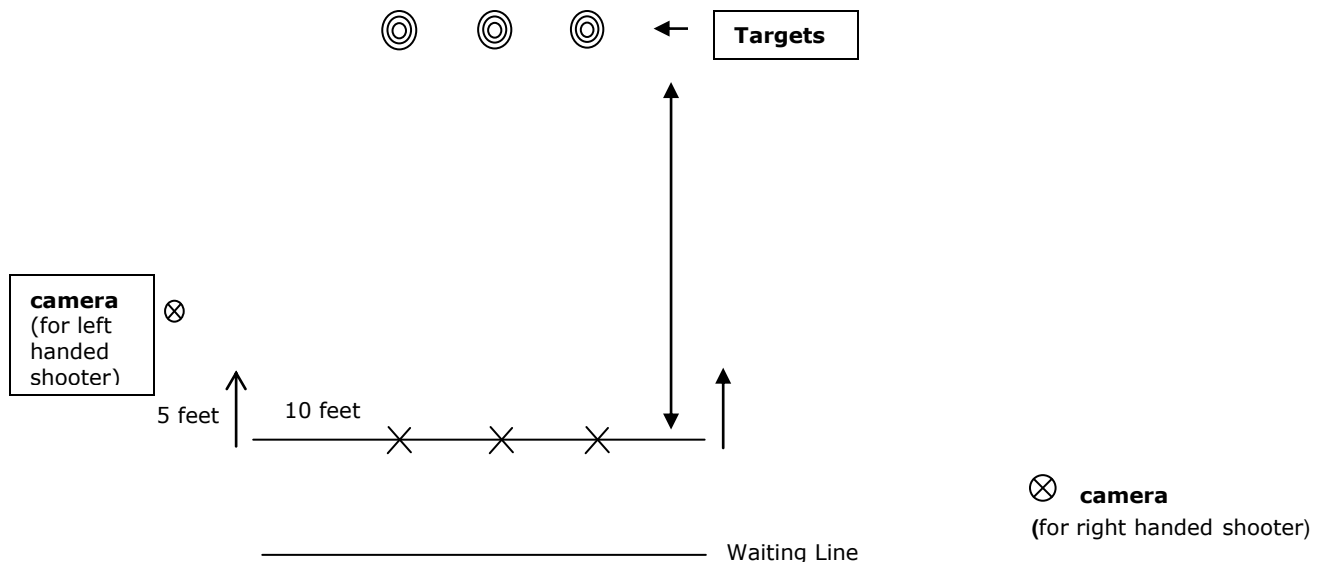 Targets
camera
(for left
handed
shooter)
5 feet
10 feet
camera
(for right handed shooter)
Waiting Line